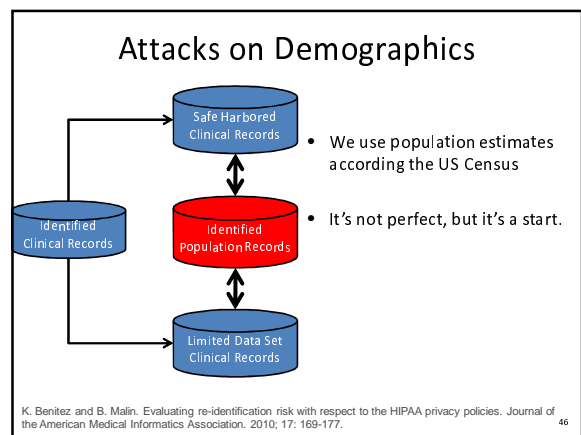 Attacks on Demographics
Safe Harbored
Clinical Records
• We use population estimates
according the US Census
Identified
Clinical Records
Identified
Population Records
• It's not perfect, but it's a start.
Limited Data Set
Clinical Records
K. Benitez and B. Malin. Evaluating re-identification risk with respect to the HIPAA privacy policies. Journal of
the American Medical Informatics Association. 2010; 17: 169-177.
46